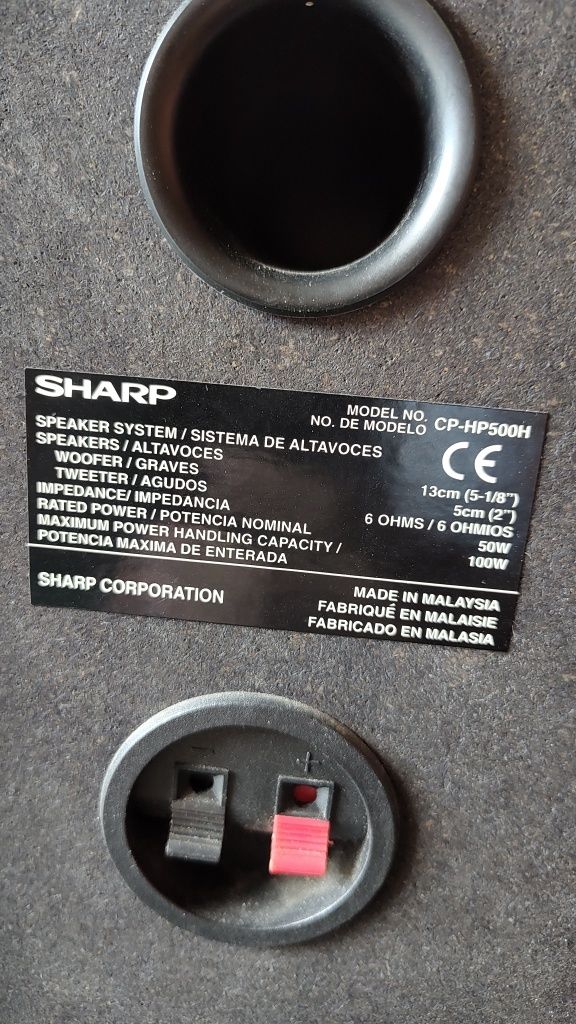 SHARP
MODEL NO.
NO. DE MODELO CP-HP500H
SPEAKER SYSTEM / SISTEMA DE ALTAVOCES
CE
SPEAKERS / ALTAVOCES
WOOFER / GRAVES 13cm (5-1/8")
TWEETER / AGUDOS 5cm (2")
IMPEDANCE/ IMPEDANCIA 6 OHMS / 6 OHMIOS
RATED POWER / POTENCIA NOMINAL 50W
MAXIMUM POWER HANDLING CAPACITY / 100W
POTENCIA MAXIMA DE ENTERADA
SHARP CORPORATION
MADE IN MALAYSIA
FABRIQUÉ EN MALAISIE
FABRICADO EN MALASIA
- +